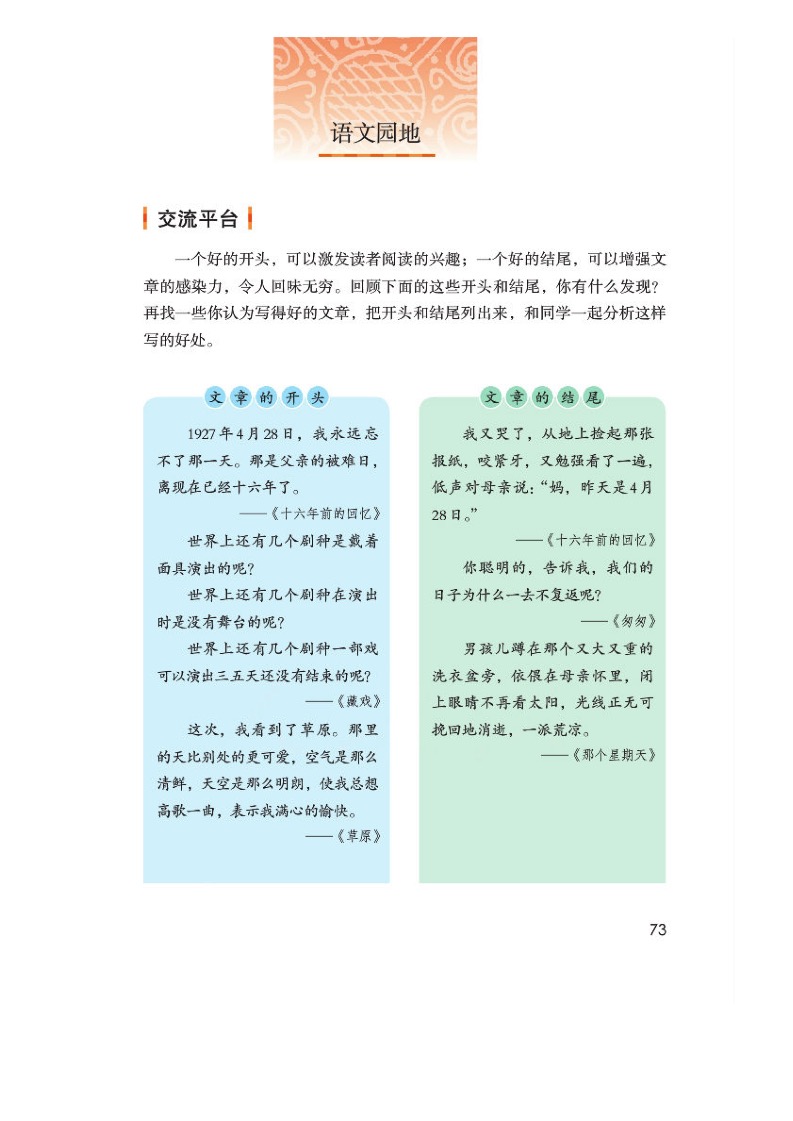 语文园地
交流平台
一个好的开头，可以激发读者阅读的兴趣；一个好的结尾，可以增强文
章的感染力，令人回味无穷。回顾下面的这些开头和结尾，你有什么发现？
再找一些你认为写得好的文章，把开头和结尾列出来，和同学一起分析这样
写的好处。
文章的开头
1927年4月28日，我永远忘
不了那一天。那是父亲的被难日，
离现在已经十六年了。
——《十六年前的回忆》
世界上还有几个剧种是戴着
面具演出的呢？
世界上还有几个剧种在演出
时是没有舞台的呢？
世界上还有几个剧种一部戏
可以演出三五天还没有结束的呢？
——《藏戏》
这次，我看到了草原。那里
的天比别处的更可爱，空气是那么
清鲜，天空是那么明朗，使我总想
高歌一曲，表示我满心的愉快。
——《草原》
文章的结尾
我又哭了，从地上捡起那张
报纸，咬紧牙，又勉强看了一遍，
低声对母亲说：“妈，昨天是4月
28日。”
——《十六年前的回忆》
你聪明的，告诉我，我们的
日子为什么一去不复返呢？
——《匆匆》
男孩儿蹲在那个又大又重的
洗衣盆旁，依偎在母亲怀里，闭
上眼睛不再看太阳，光线正无可
挽回地消逝，一派荒凉。
——《那个星期天》
73